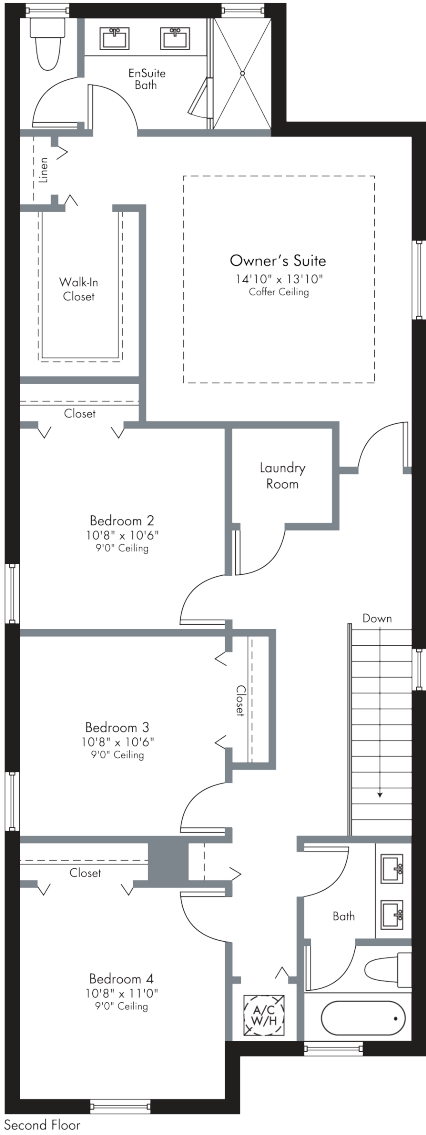 EnSuite
Bath
Linen
Owner's Suite
14'10" x 13'10"
Coffer Ceiling
Walk-In
Closet
Closet
Laundry
Room
Bedroom 2
10'8" x 10'6"
9'0" Ceiling
Down
Closet
Bedroom 3
10'8" x 10'6"
9'0" Ceiling
Closet
Bath
Bedroom 4
10'8" x 11'0"
9'0" Ceiling
A/C
W/H
Second Floor